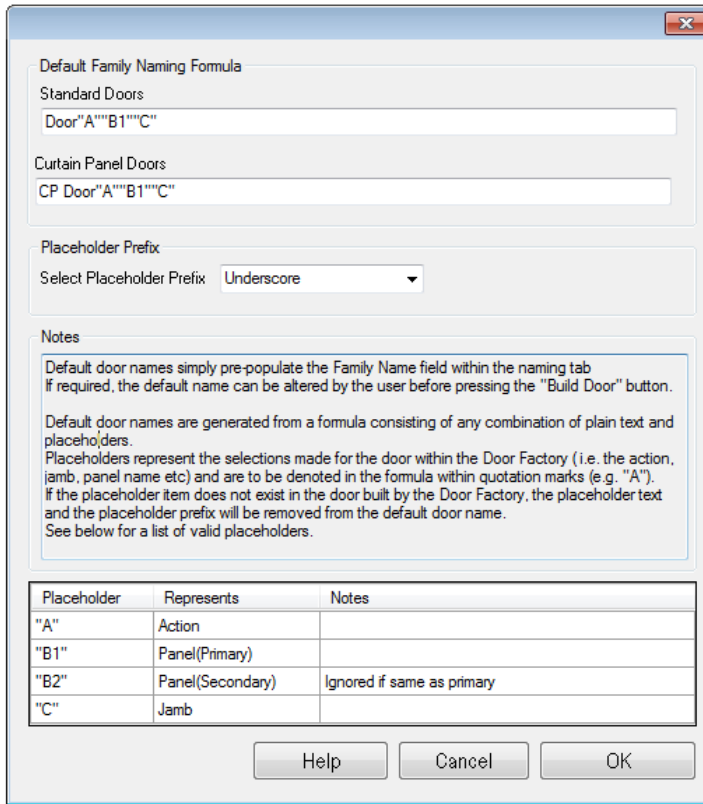 Default Family Naming Formula
Standard Doors
Door"A""B1""C"
Curtain Panel Doors
CP Door"A""B1""C"
Placeholder Prefix
Select Placeholder Prefix Underscore
Notes
Default door names simply pre-populate the Family Name field within the naming tab
If required, the default name can be altered by the user before pressing the "Build Door" button.
Default door names are generated from a formula consisting of any combination of plain text and
placeholders.
Placeholders represent the selections made for the door within the Door Factory ( i.e. the action,
jamb, panel name etc) and are to be denoted in the formula within quotation marks (e.g. "A").
If the placeholder item does not exist in the door built by the Door Factory, the placeholder text
and the placeholder prefix will be removed from the default door name.
See below for a list of valid placeholders.
Placeholder Represents Notes
"A" Action
"B1" Panel(Primary)
"B2" Panel(Secondary) Ignored if same as primary
"C" Jamb
Help Cancel OK